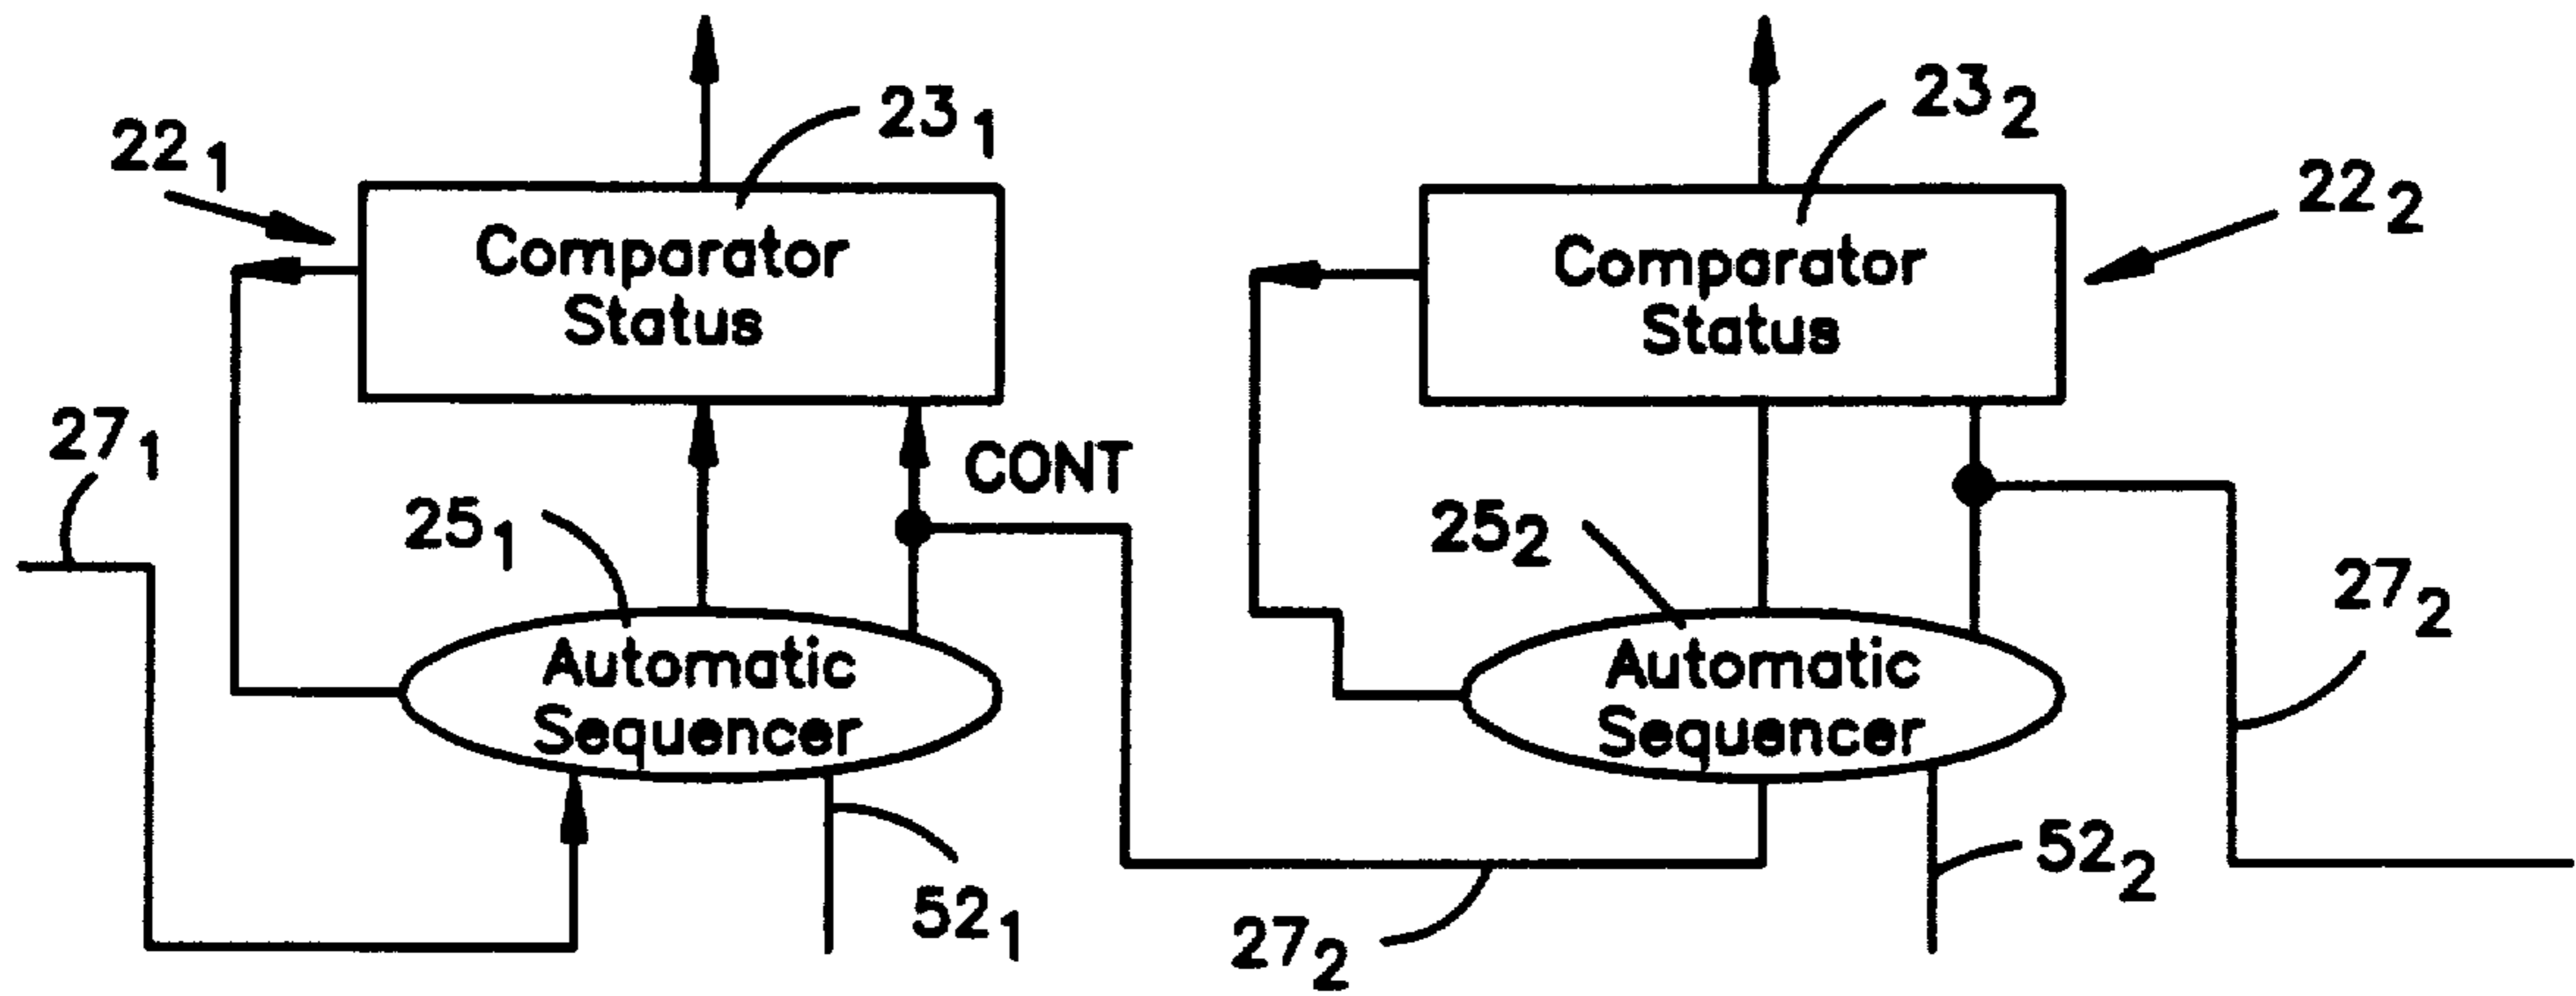 22₁
23₁
Comparator
Status
27₁
CONT
25₁
Automatic
Sequencer
52₁
23₂
22₂
Comparator
Status
25₂
27₂
Automatic
Sequencer
52₂
27₂